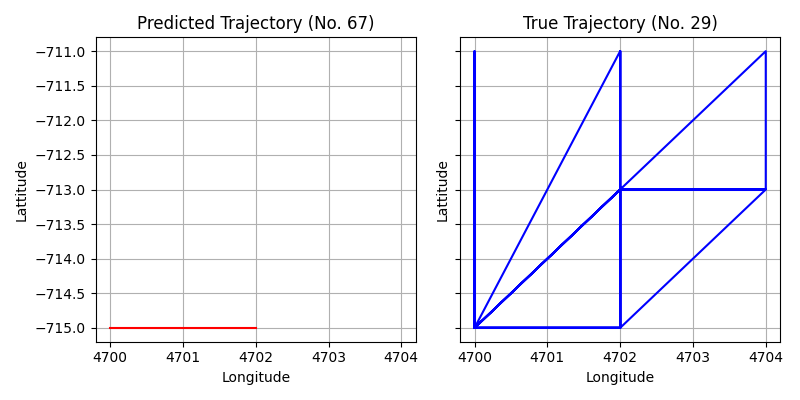 Predicted Trajectory (No. 67)
True Trajectory (No. 29)
−711.0
−711.5
−712.0
−712.5
−713.0
−713.5
−714.0
−714.5
−715.0
Lattitude
Lattitude
4700 4701 4702 4703 4704
4700 4701 4702 4703 4704
Longitude
Longitude